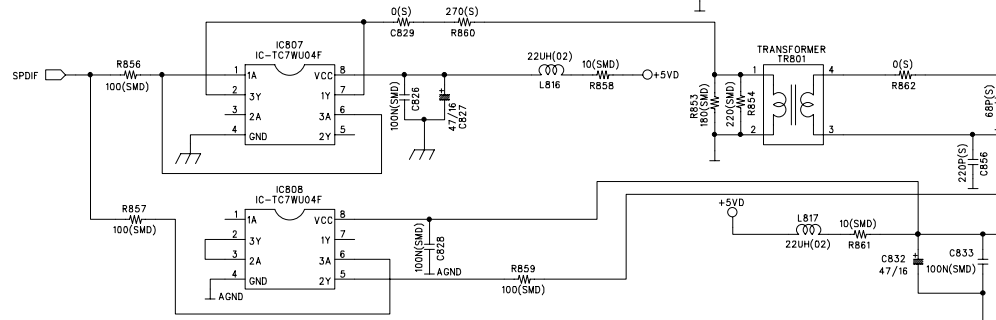 0(S) 270(S)
C829 R860
IC807
IC-TC7WU04F
R856
SPDIF
100(SMD)
1 1A VCC 8
2 3Y 1Y 7
3 2A 3A 6
4 GND 2Y 5
100N(SMD)
C826
+
47/16
C827
22UH(02)
L816
10(SMD)
R858
+5VD
R853
180(SMD)
220(SMD)
R854
TRANSFORMER
TR801
1 4
2 3
0(S)
R862
68P(S)
220P(S)
C856
IC808
IC-TC7WU04F
R857
100(SMD)
1 1A VCC 8
2 3Y 1Y 7
3 2A 3A 6
4 GND 2Y 5
AGND
100N(SMD)
C828
AGND
R859
100(SMD)
+5VD
L817
22UH(02)
10(SMD)
R861
C832
+
47/16
C833
100N(SMD)